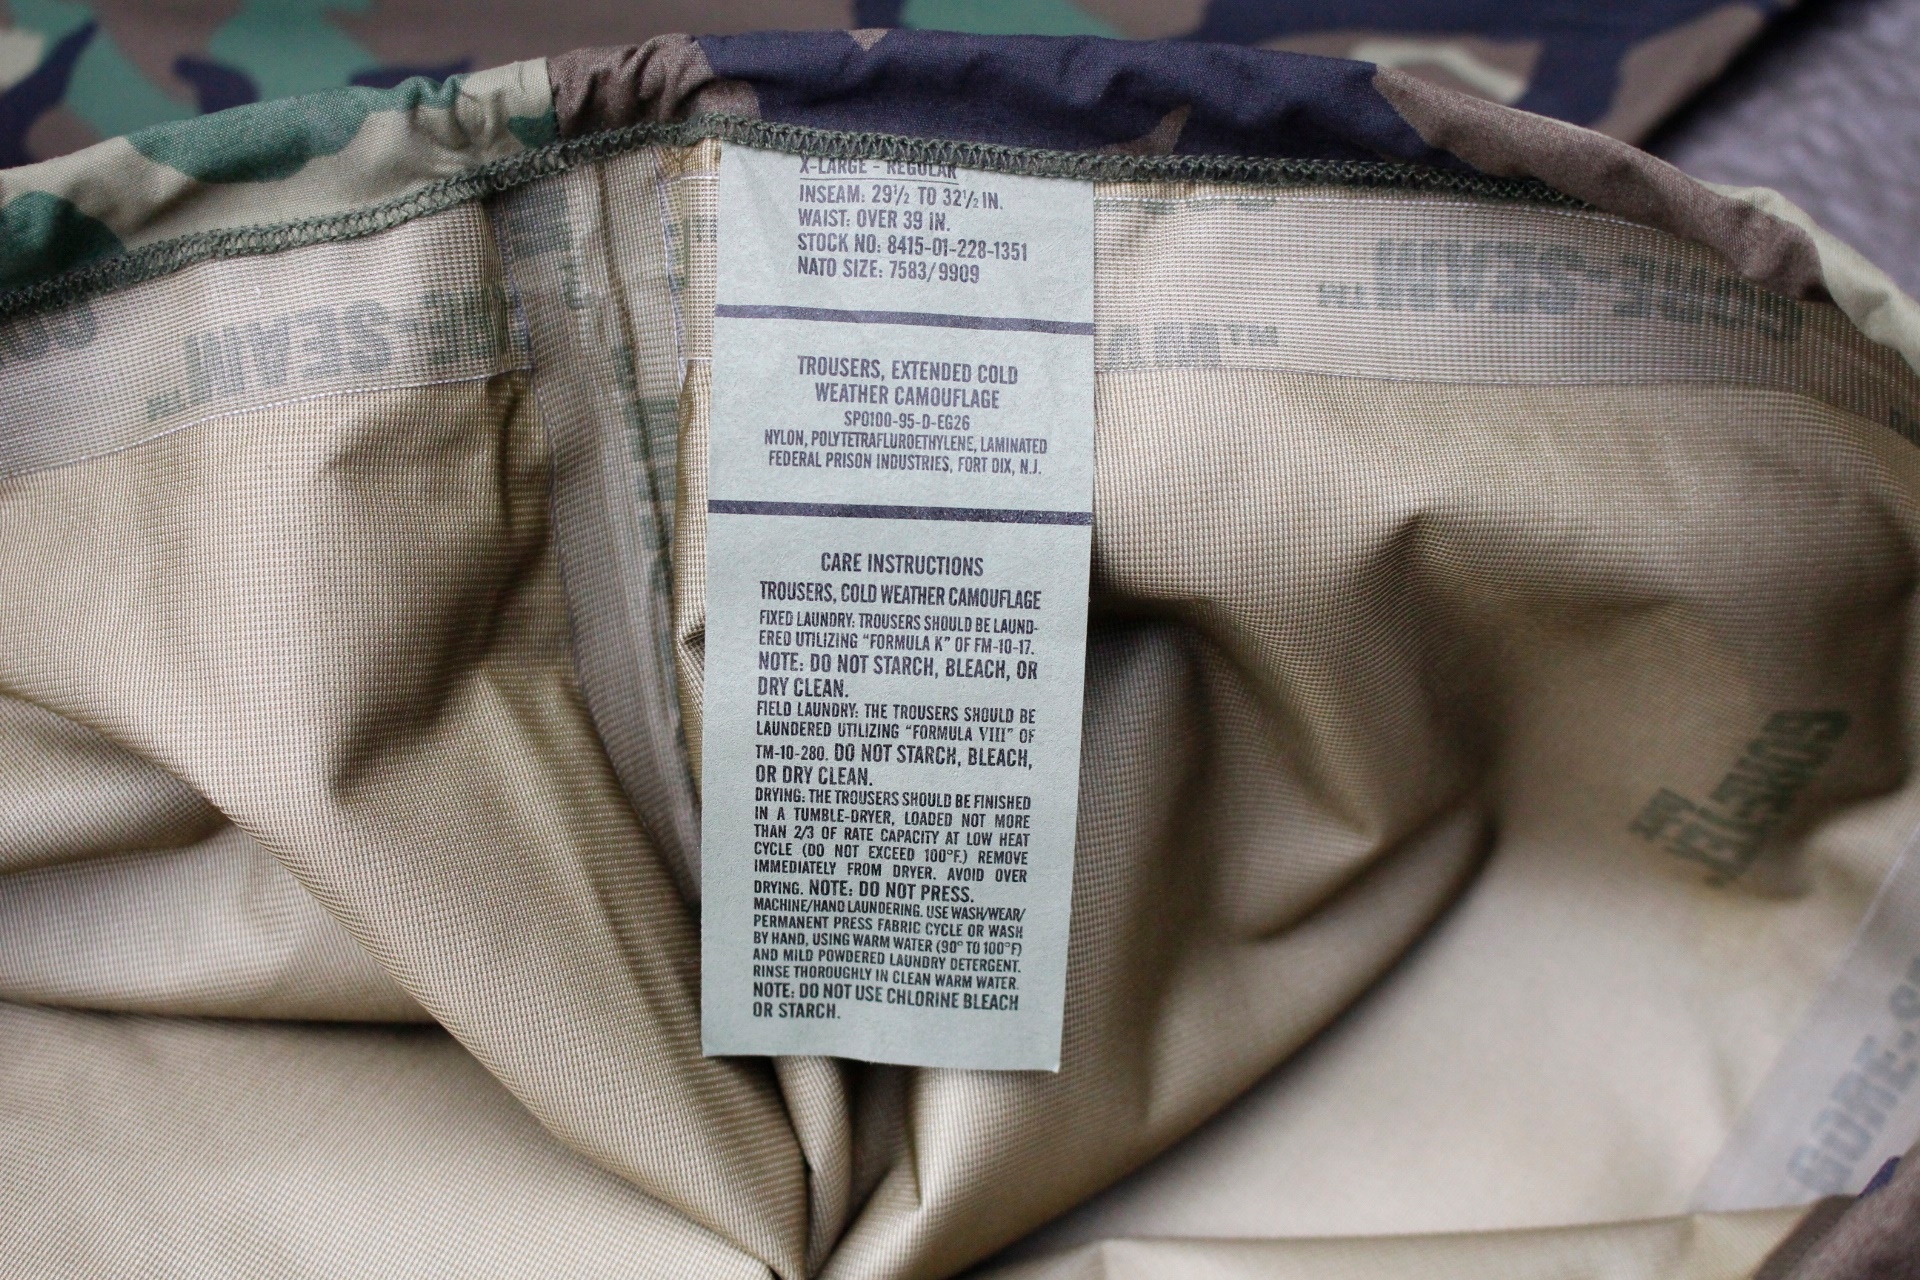 X-LARGE - REGULAR
INSEAM: 29½ TO 32½ IN.
WAIST: OVER 39 IN.
STOCK NO: 8415-01-228-1351
NATO SIZE: 7583/9909
TROUSERS, EXTENDED COLD
WEATHER CAMOUFLAGE
SPO100-95-D-EG26
NYLON, POLYTETRAFLUROETHYLENE, LAMINATED
FEDERAL PRISON INDUSTRIES, FORT DIX, N.J.
CARE INSTRUCTIONS
TROUSERS, COLD WEATHER CAMOUFLAGE
FIXED LAUNDRY: TROUSERS SHOULD BE LAUND-
ERED UTILIZING "FORMULA K" OF FM-10-17.
NOTE: DO NOT STARCH, BLEACH, OR
DRY CLEAN.
FIELD LAUNDRY: THE TROUSERS SHOULD BE
LAUNDERED UTILIZING "FORMULA VIII" OF
TM-10-280. DO NOT STARCH, BLEACH,
OR DRY CLEAN.
DRYING: THE TROUSERS SHOULD BE FINISHED
IN A TUMBLE-DRYER, LOADED NOT MORE
THAN 2/3 OF RATE CAPACITY AT LOW HEAT
CYCLE (DO NOT EXCEED 100°F.) REMOVE
IMMEDIATELY FROM DRYER. AVOID OVER
DRYING. NOTE: DO NOT PRESS.
MACHINE/HAND LAUNDERING. USE WASH/WEAR/
PERMANENT PRESS FABRIC CYCLE OR WASH
BY HAND, USING WARM WATER (90° TO 100°F)
AND MILD POWDERED LAUNDRY DETERGENT.
RINSE THOROUGHLY IN CLEAN WARM WATER.
NOTE: DO NOT USE CHLORINE BLEACH
OR STARCH.
GORE-SEAM™
GORE-TEX